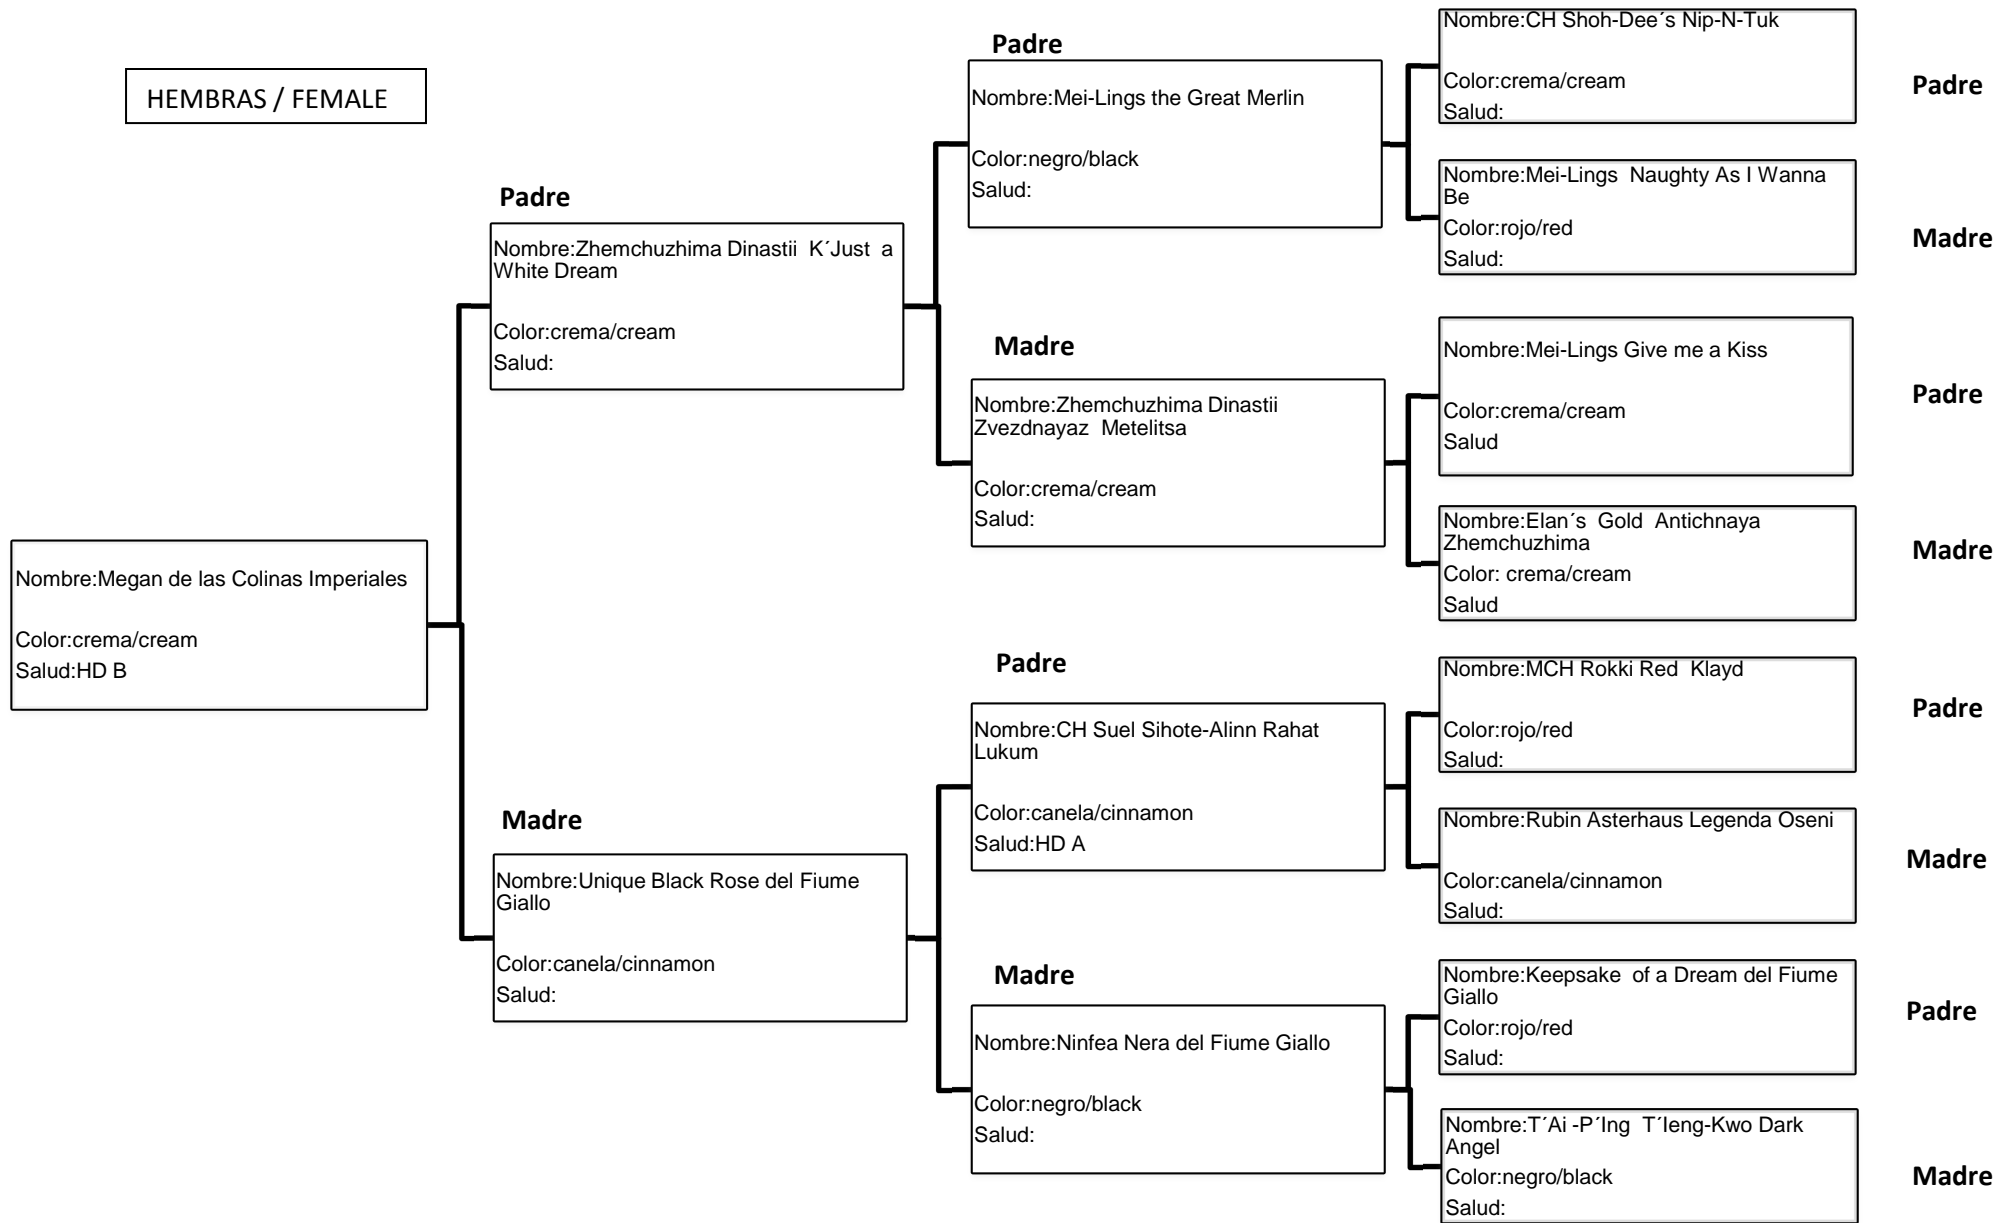 HEMBRAS / FEMALE
Nombre:Megan de las Colinas Imperiales
Color:crema/cream
Salud:HD B
Padre
Nombre:Zhemchuzhima Dinastii K´Just a
White Dream
Color:crema/cream
Salud:
Madre
Nombre:Unique Black Rose del Fiume
Giallo
Color:canela/cinnamon
Salud:
Padre
Nombre:Mei-Lings the Great Merlin
Color:negro/black
Salud:
Madre
Nombre:Zhemchuzhima Dinastii
Zvezdnayaz Metelitsa
Color:crema/cream
Salud:
Padre
Nombre:CH Suel Sihote-Alinn Rahat
Lukum
Color:canela/cinnamon
Salud:HD A
Madre
Nombre:Ninfea Nera del Fiume Giallo
Color:negro/black
Salud:
Nombre:CH Shoh-Dee´s Nip-N-Tuk
Color:crema/cream
Salud:
Padre
Nombre:Mei-Lings Naughty As I Wanna
Be
Color:rojo/red
Salud:
Madre
Nombre:Mei-Lings Give me a Kiss
Color:crema/cream
Salud
Padre
Nombre:Elan´s Gold Antichnaya
Zhemchuzhima
Color: crema/cream
Salud
Madre
Nombre:MCH Rokki Red Klayd
Color:rojo/red
Salud:
Padre
Nombre:Rubin Asterhaus Legenda Oseni
Color:canela/cinnamon
Salud:
Madre
Nombre:Keepsake of a Dream del Fiume
Giallo
Color:rojo/red
Salud:
Padre
Nombre:T´Ai -P´Ing T´Ieng-Kwo Dark
Angel
Color:negro/black
Salud:
Madre